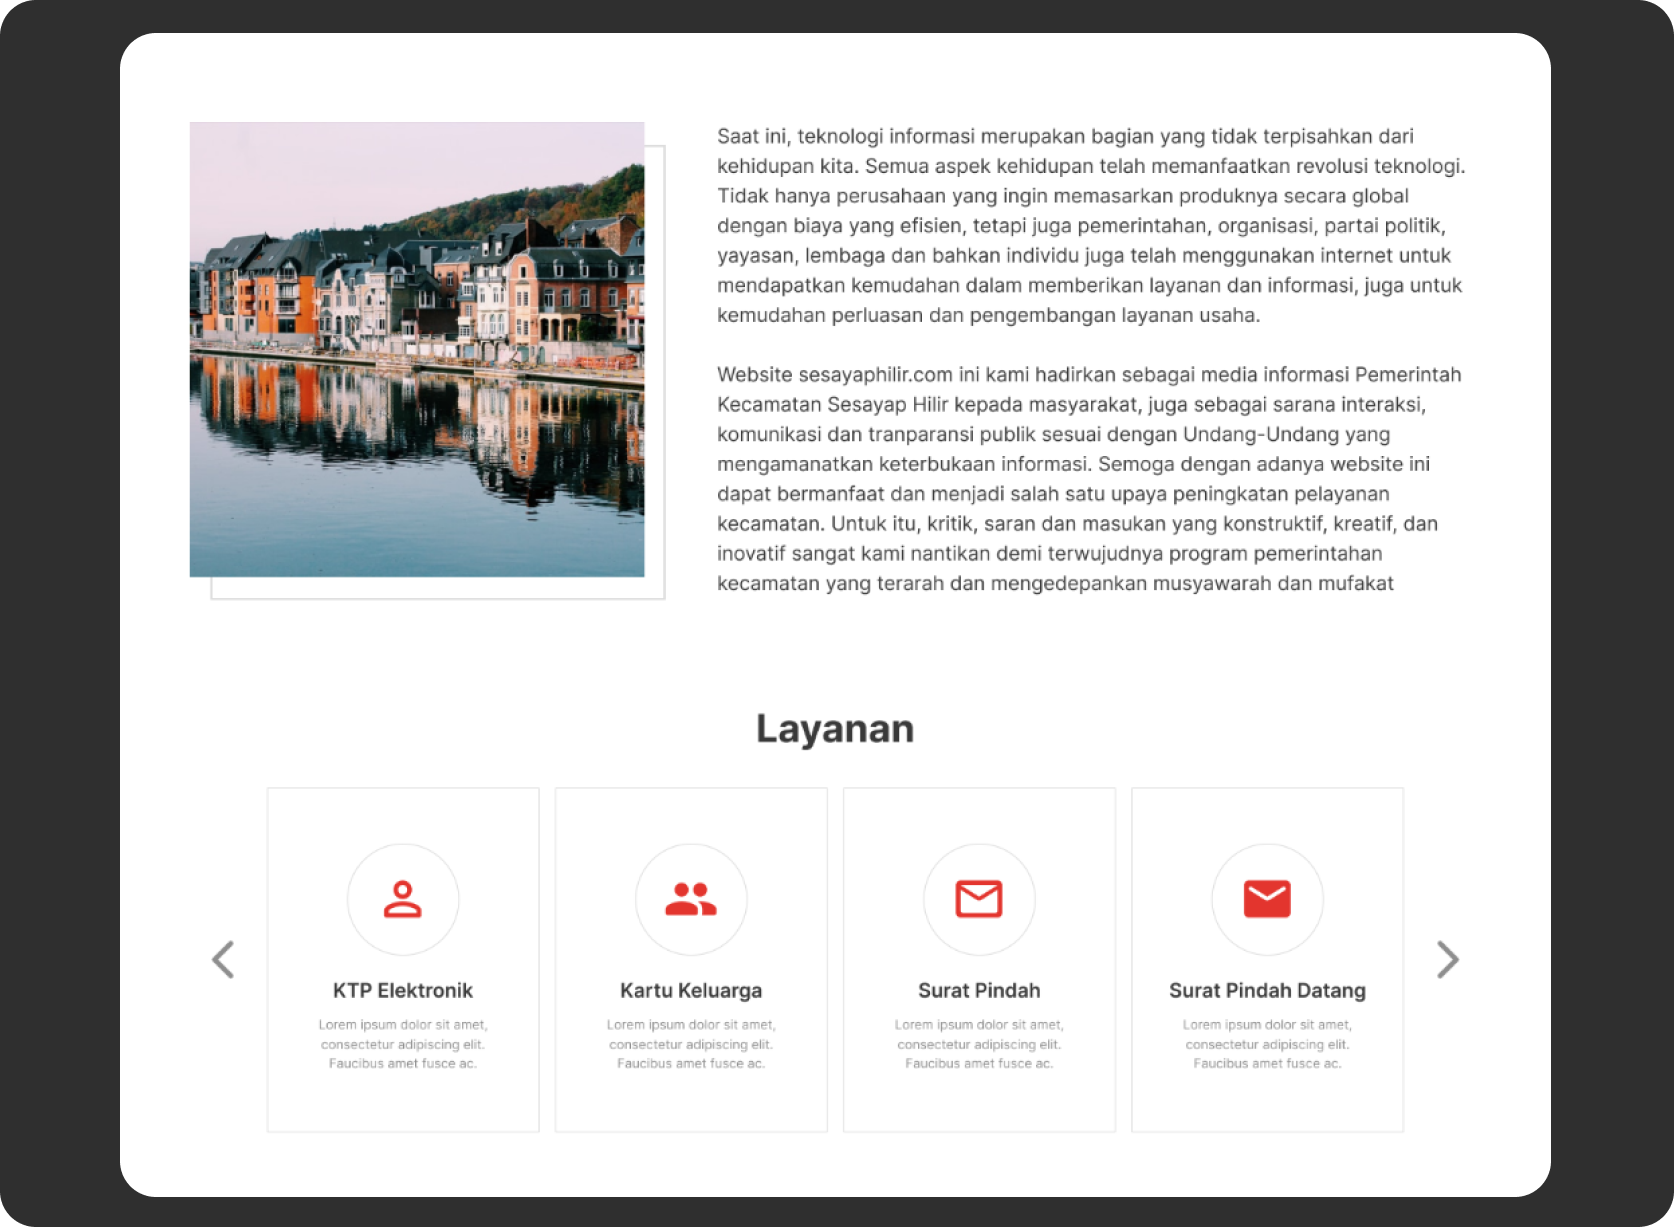 Saat ini, teknologi informasi merupakan bagian yang tidak terpisahkan dari
kehidupan kita. Semua aspek kehidupan telah memanfaatkan revolusi teknologi.
Tidak hanya perusahaan yang ingin memasarkan produknya secara global
dengan biaya yang efisien, tetapi juga pemerintahan, organisasi, partai politik,
yayasan, lembaga dan bahkan individu juga telah menggunakan internet untuk
mendapatkan kemudahan dalam memberikan layanan dan informasi, juga untuk
kemudahan perluasan dan pengembangan layanan usaha.
Website sesayaphilir.com ini kami hadirkan sebagai media informasi Pemerintah
Kecamatan Sesayap Hilir kepada masyarakat, juga sebagai sarana interaksi,
komunikasi dan tranparansi publik sesuai dengan Undang-Undang yang
mengamanatkan keterbukaan informasi. Semoga dengan adanya website ini
dapat bermanfaat dan menjadi salah satu upaya peningkatan pelayanan
kecamatan. Untuk itu, kritik, saran dan masukan yang konstruktif, kreatif, dan
inovatif sangat kami nantikan demi terwujudnya program pemerintahan
kecamatan yang terarah dan mengedepankan musyawarah dan mufakat
Layanan
KTP Elektronik
Lorem ipsum dolor sit amet,
consectetur adipiscing elit.
Faucibus amet fusce ac.
Kartu Keluarga
Lorem ipsum dolor sit amet,
consectetur adipiscing elit.
Faucibus amet fusce ac.
Surat Pindah
Lorem ipsum dolor sit amet,
consectetur adipiscing elit.
Faucibus amet fusce ac.
Surat Pindah Datang
Lorem ipsum dolor sit amet,
consectetur adipiscing elit.
Faucibus amet fusce ac.